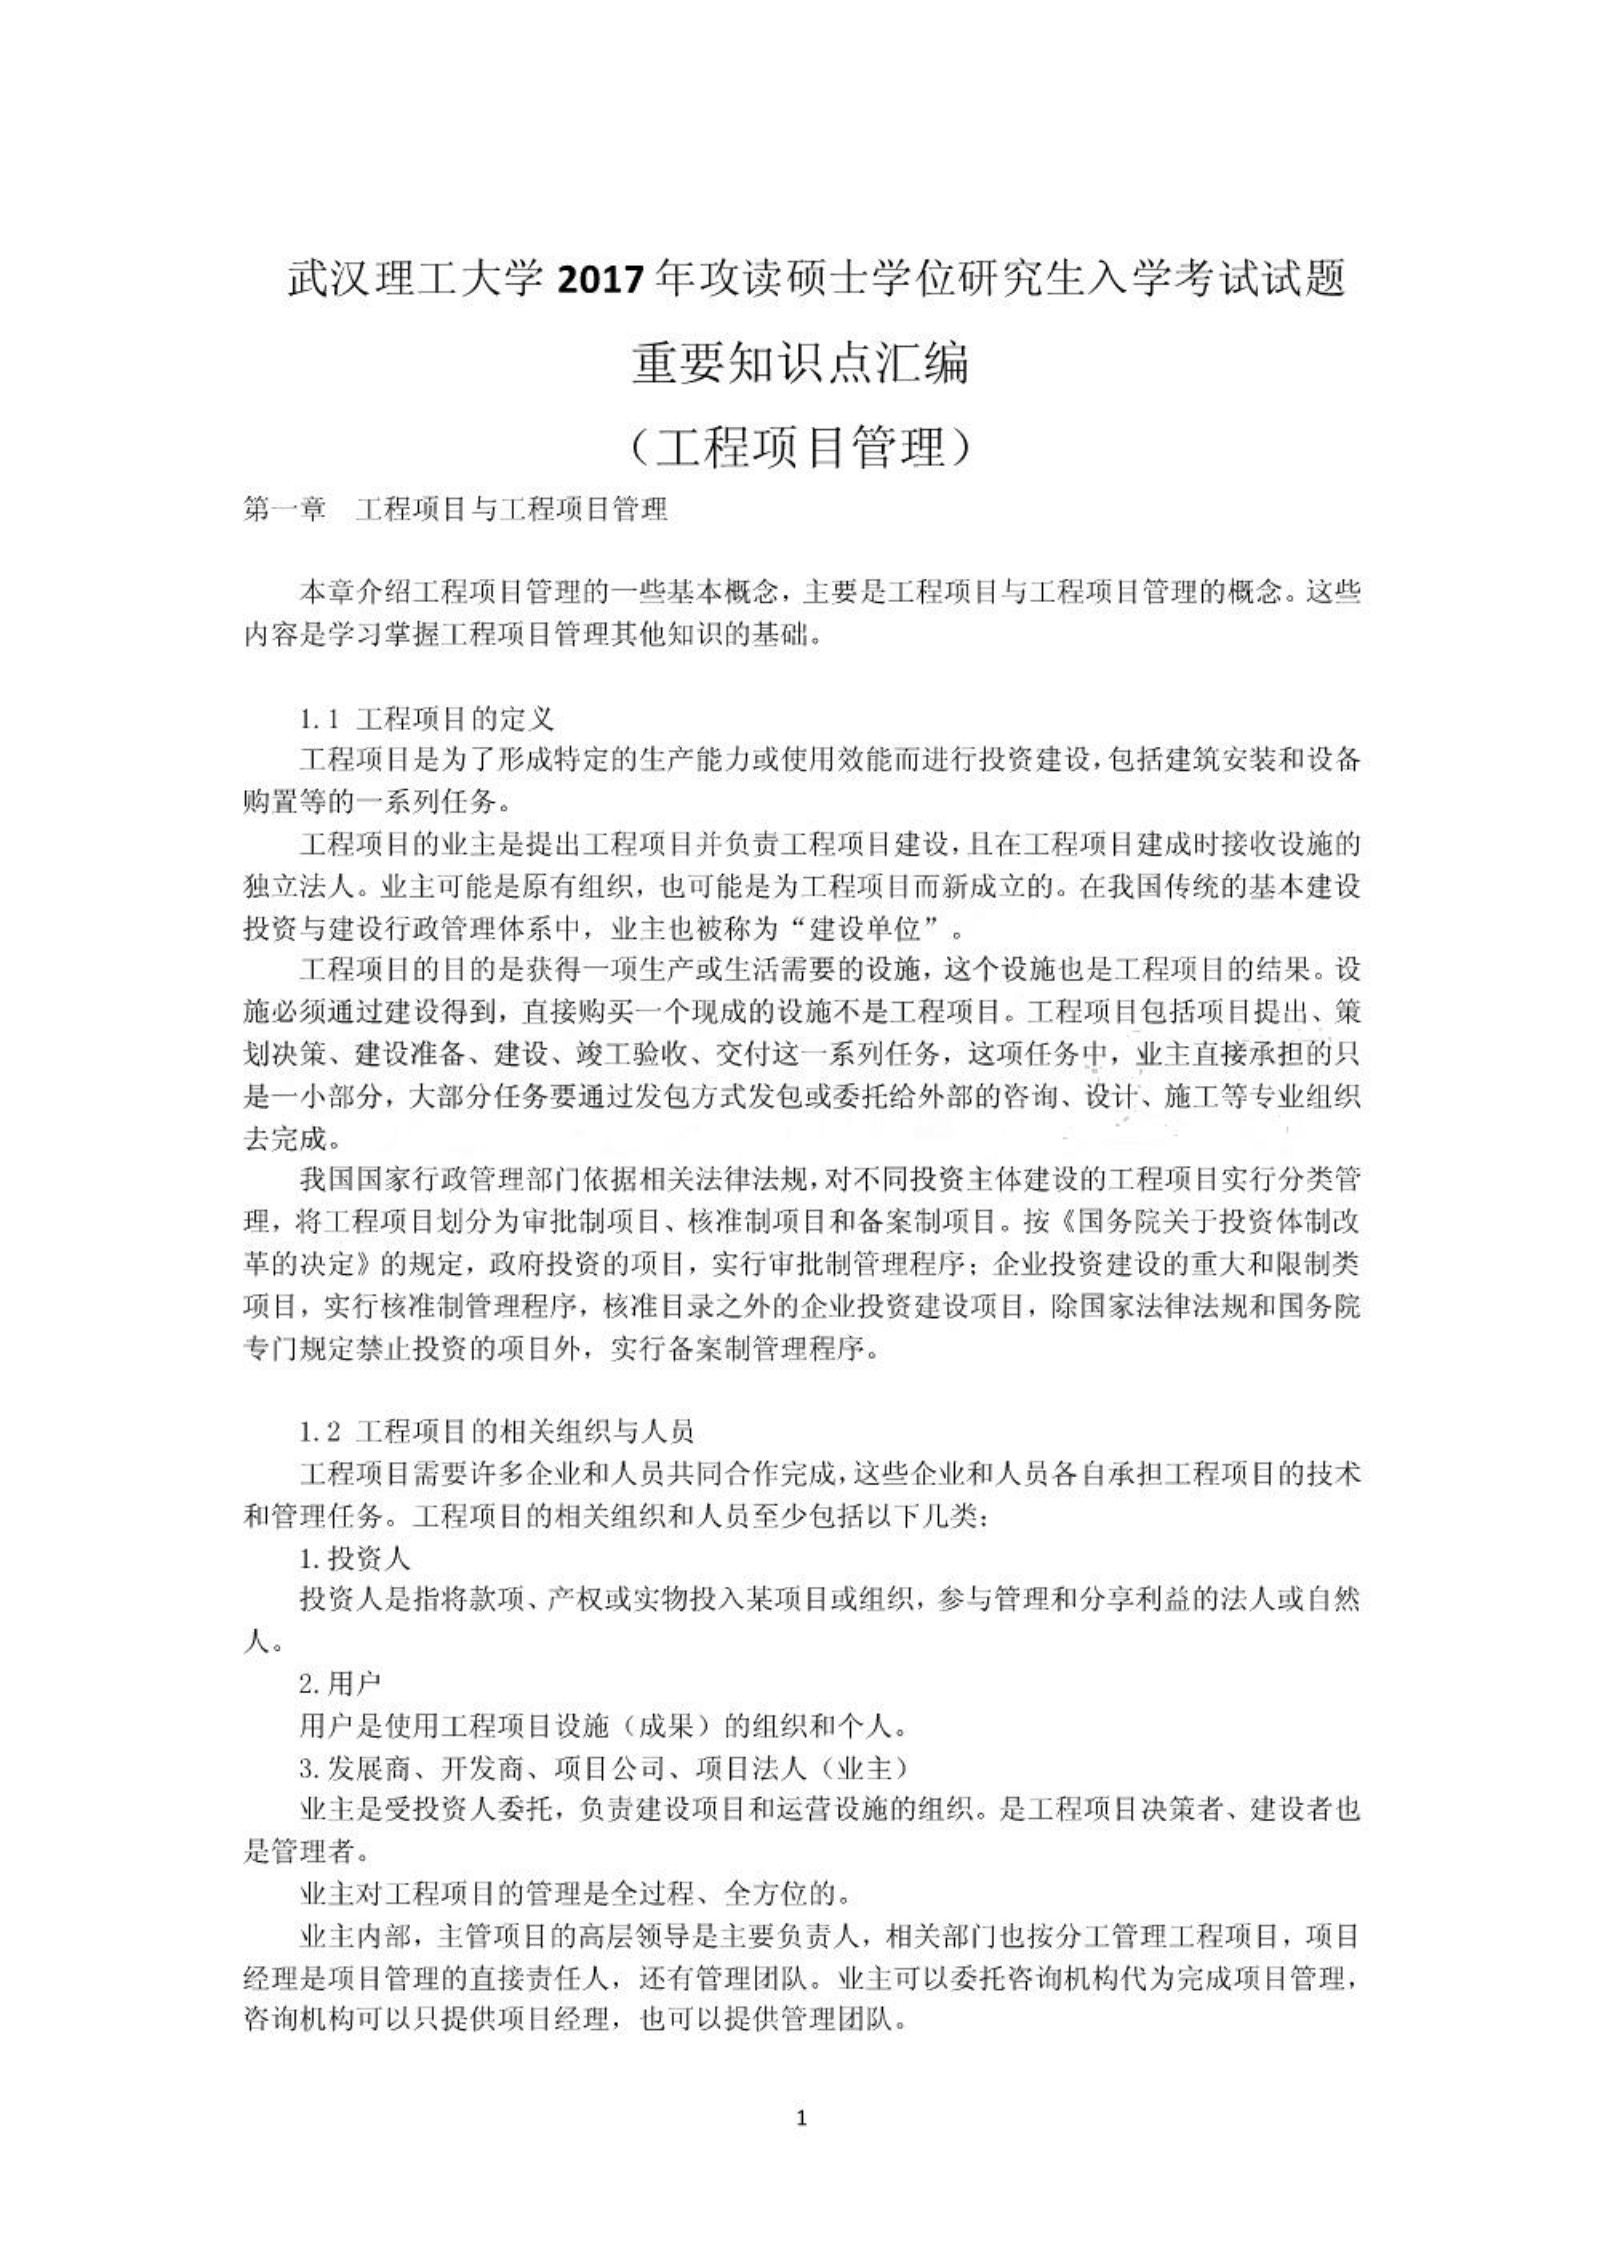 武汉理工大学 2017 年攻读硕士学位研究生入学考试试题
重要知识点汇编
（工程项目管理）
第一章　工程项目与工程项目管理
本章介绍工程项目管理的一些基本概念，主要是工程项目与工程项目管理的概念。这些
内容是学习掌握工程项目管理其他知识的基础。
1.1 工程项目的定义
工程项目是为了形成特定的生产能力或使用效能而进行投资建设，包括建筑安装和设备
购置等的一系列任务。
工程项目的业主是提出工程项目并负责工程项目建设，且在工程项目建成时接收设施的
独立法人。业主可能是原有组织，也可能是为工程项目而新成立的。在我国传统的基本建设
投资与建设行政管理体系中，业主也被称为“建设单位”。
工程项目的目的是获得一项生产或生活需要的设施，这个设施也是工程项目的结果。设
施必须通过建设得到，直接购买一个现成的设施不是工程项目。工程项目包括项目提出、策
划决策、建设准备、建设、竣工验收、交付这一系列任务，这项任务中，业主直接承担的只
是一小部分，大部分任务要通过发包方式发包或委托给外部的咨询、设计、施工等专业组织
去完成。
我国国家行政管理部门依据相关法律法规，对不同投资主体建设的工程项目实行分类管
理，将工程项目划分为审批制项目、核准制项目和备案制项目。按《国务院关于投资体制改
革的决定》的规定，政府投资的项目，实行审批制管理程序；企业投资建设的重大和限制类
项目，实行核准制管理程序，核准目录之外的企业投资建设项目，除国家法律法规和国务院
专门规定禁止投资的项目外，实行备案制管理程序。
1.2 工程项目的相关组织与人员
工程项目需要许多企业和人员共同合作完成，这些企业和人员各自承担工程项目的技术
和管理任务。工程项目的相关组织和人员至少包括以下几类：
1.投资人
投资人是指将款项、产权或实物投入某项目或组织，参与管理和分享利益的法人或自然
人。
2.用户
用户是使用工程项目设施（成果）的组织和个人。
3.发展商、开发商、项目公司、项目法人（业主）
业主是受投资人委托，负责建设项目和运营设施的组织。是工程项目决策者、建设者也
是管理者。
业主对工程项目的管理是全过程、全方位的。
业主内部，主管项目的高层领导是主要负责人，相关部门也按分工管理工程项目，项目
经理是项目管理的直接责任人，还有管理团队。业主可以委托咨询机构代为完成项目管理，
咨询机构可以只提供项目经理，也可以提供管理团队。
1